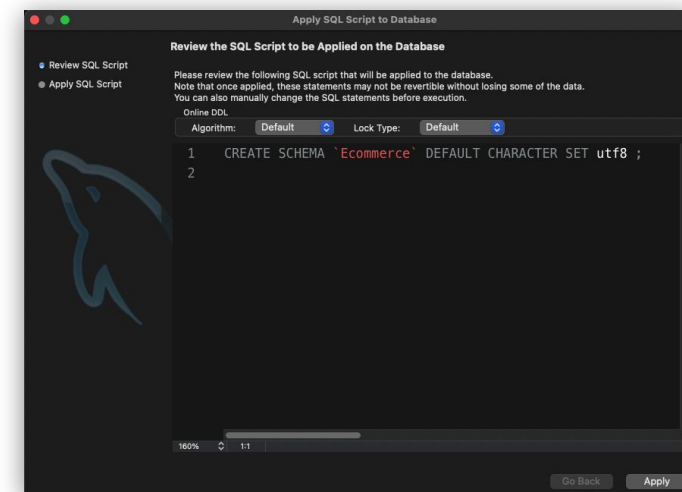 Apply SQL Script to Database
Review SQL Script
Apply SQL Script
Review the SQL Script to be Applied on the Database
Please review the following SQL script that will be applied to the database.
Note that once applied, these statements may not be revertible without losing some of the data.
You can also manually change the SQL statements before execution.
Online DDL
Algorithm: Default Lock Type: Default
1 CREATE SCHEMA `Ecommerce` DEFAULT CHARACTER SET utf8 ;
2
160% 1:1
Go Back Apply